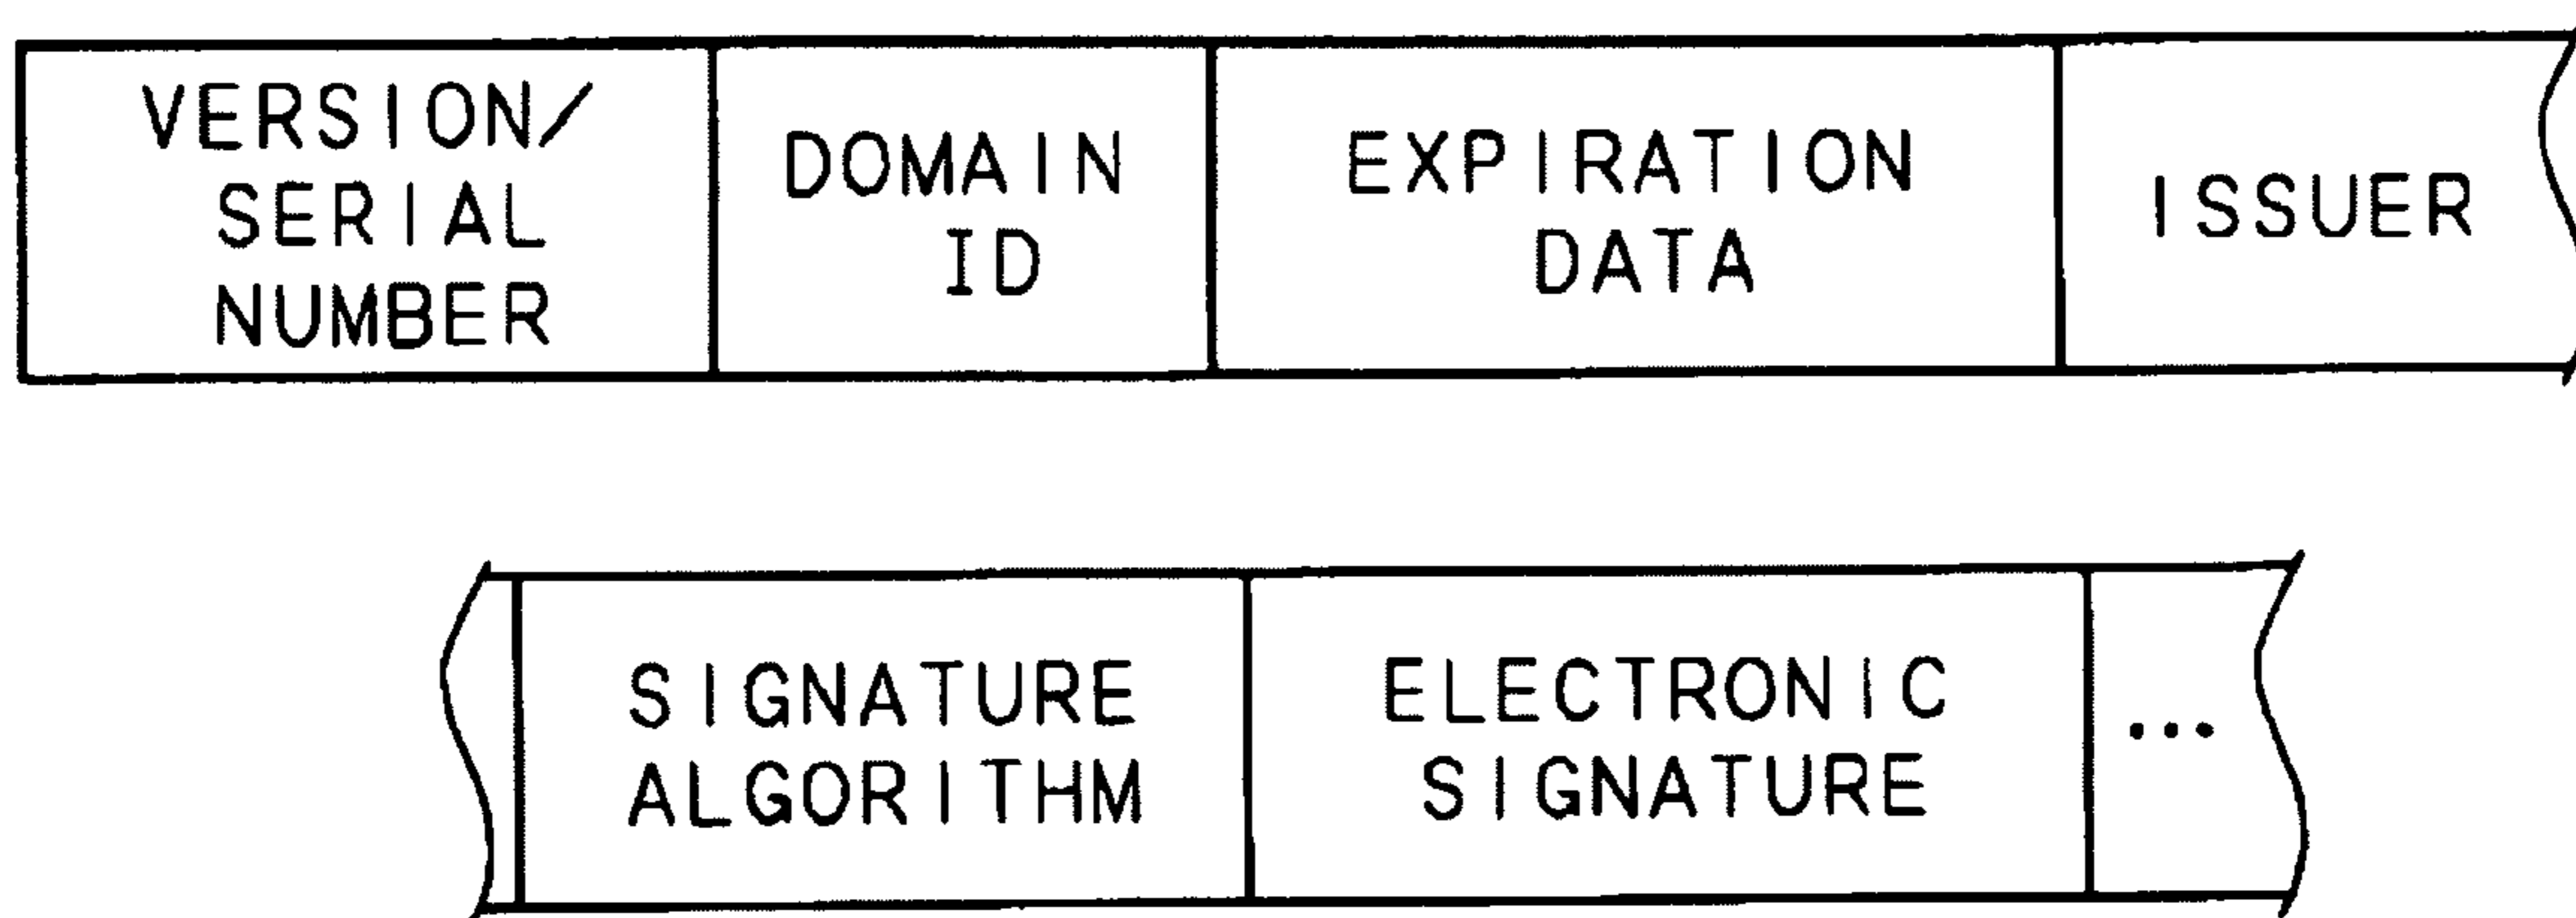 VERSION/
SERIAL
NUMBER
DOMAIN
ID
EXPIRATION
DATA
ISSUER
SIGNATURE
ALGORITHM
ELECTRONIC
SIGNATURE
...